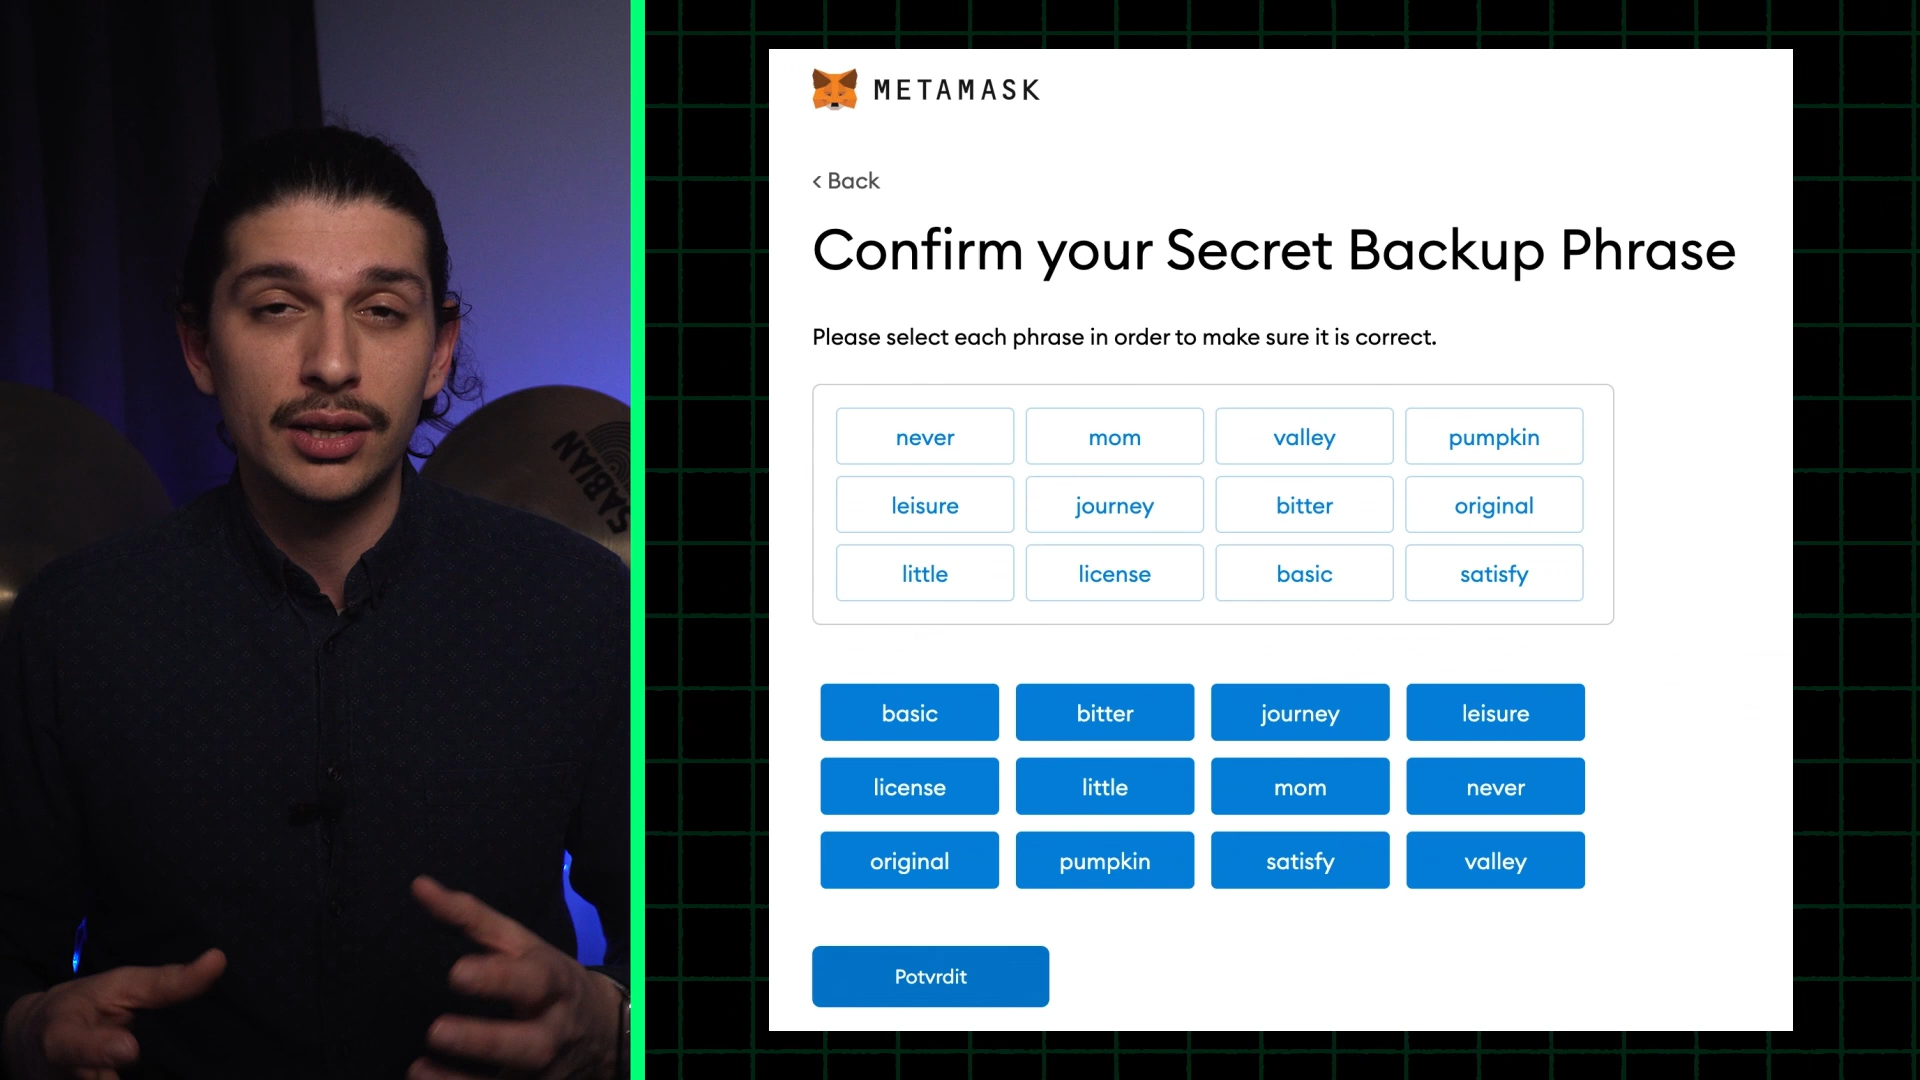 SABIAN
METAMASK
< Back
Confirm your Secret Backup Phrase
Please select each phrase in order to make sure it is correct.
never mom valley pumpkin
leisure journey bitter original
little license basic satisfy
basic bitter journey leisure
license little mom never
original pumpkin satisfy valley
Potvrdit